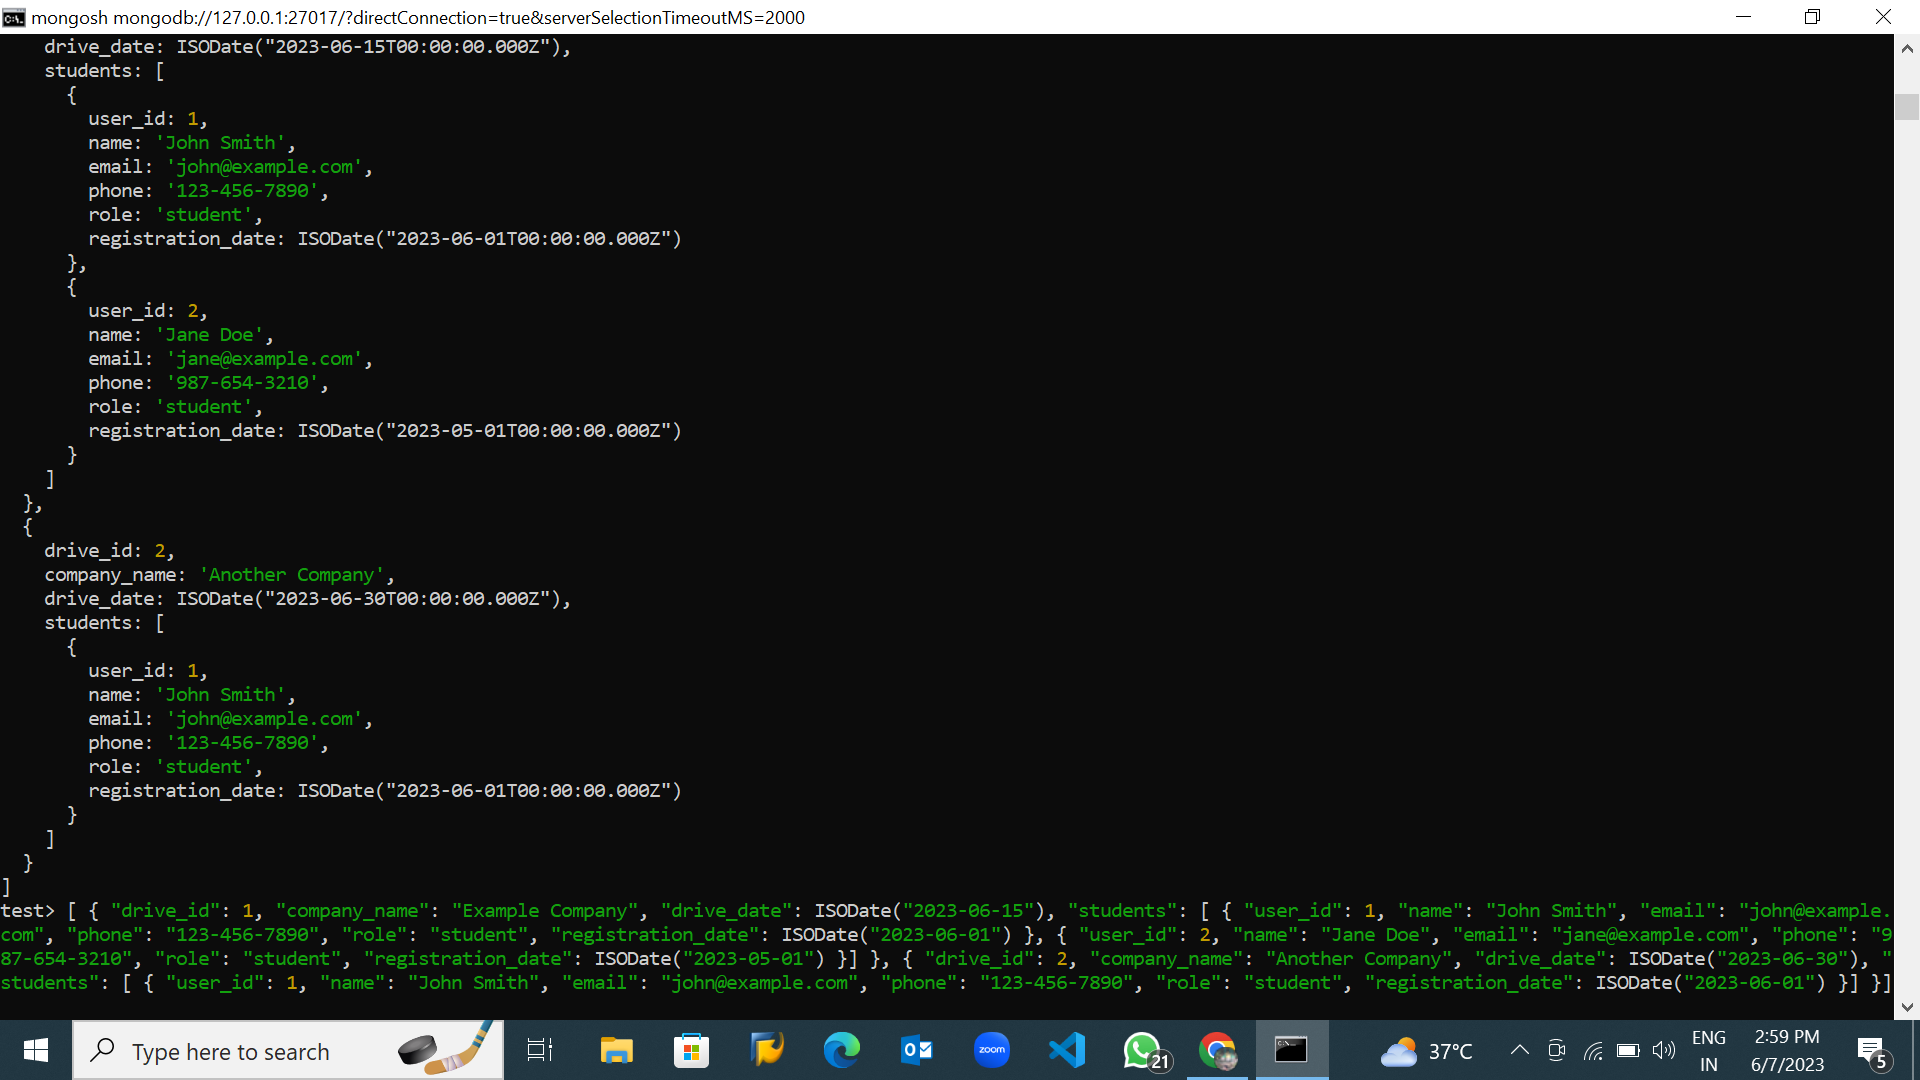 mongosh mongodb://127.0.0.1:27017/?directConnection=true&serverSelectionTimeoutMS=2000
    drive_date: ISODate("2023-06-15T00:00:00.000Z"),
    students: [
      {
        user_id: 1,
        name: 'John Smith',
        email: 'john@example.com',
        phone: '123-456-7890',
        role: 'student',
        registration_date: ISODate("2023-06-01T00:00:00.000Z")
      },
      {
        user_id: 2,
        name: 'Jane Doe',
        email: 'jane@example.com',
        phone: '987-654-3210',
        role: 'student',
        registration_date: ISODate("2023-05-01T00:00:00.000Z")
      }
    ]
  },
  {
    drive_id: 2,
    company_name: 'Another Company',
    drive_date: ISODate("2023-06-30T00:00:00.000Z"),
    students: [
      {
        user_id: 1,
        name: 'John Smith',
        email: 'john@example.com',
        phone: '123-456-7890',
        role: 'student',
        registration_date: ISODate("2023-06-01T00:00:00.000Z")
      }
    ]
  }
]
test> [ { "drive_id": 1, "company_name": "Example Company", "drive_date": ISODate("2023-06-15"), "students": [ { "user_id": 1, "name": "John Smith", "email": "john@example.
com", "phone": "123-456-7890", "role": "student", "registration_date": ISODate("2023-06-01") }, { "user_id": 2, "name": "Jane Doe", "email": "jane@example.com", "phone": "9
87-654-3210", "role": "student", "registration_date": ISODate("2023-05-01") }] }, { "drive_id": 2, "company_name": "Another Company", "drive_date": ISODate("2023-06-30"), "
students": [ { "user_id": 1, "name": "John Smith", "email": "john@example.com", "phone": "123-456-7890", "role": "student", "registration_date": ISODate("2023-06-01") }] }]
Type here to search
zoom
21
37°C
ENG
IN
2:59 PM
6/7/2023
5